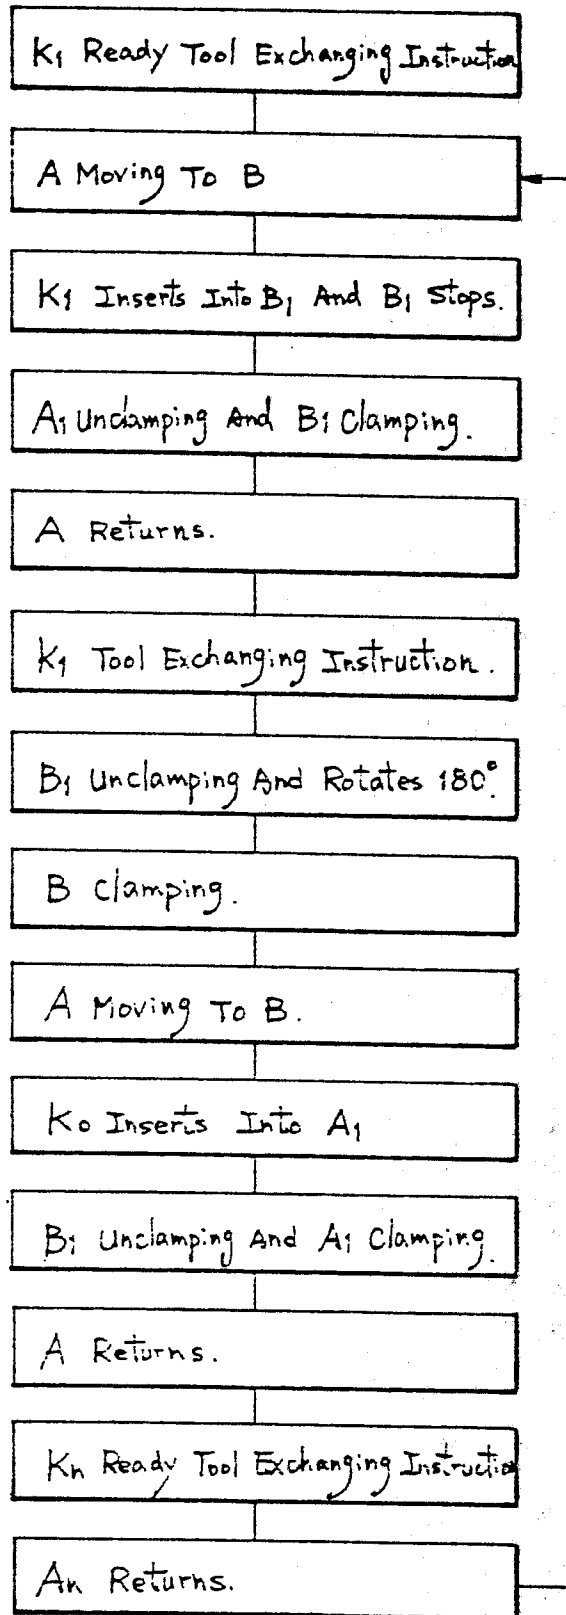 K1 Ready Tool Exchanging Instruction
A Moving To B
K1 Inserts Into B1 And B1 Stops.
A1 Unclamping And B1 Clamping.
A Returns.
K1 Tool Exchanging Instruction.
B1 Unclamping And Rotates 180°.
B Clamping.
A Moving To B.
Ko Inserts Into A1
B1 Unclamping And A1 Clamping.
A Returns.
Kn Ready Tool Exchanging Instruction
An Returns.